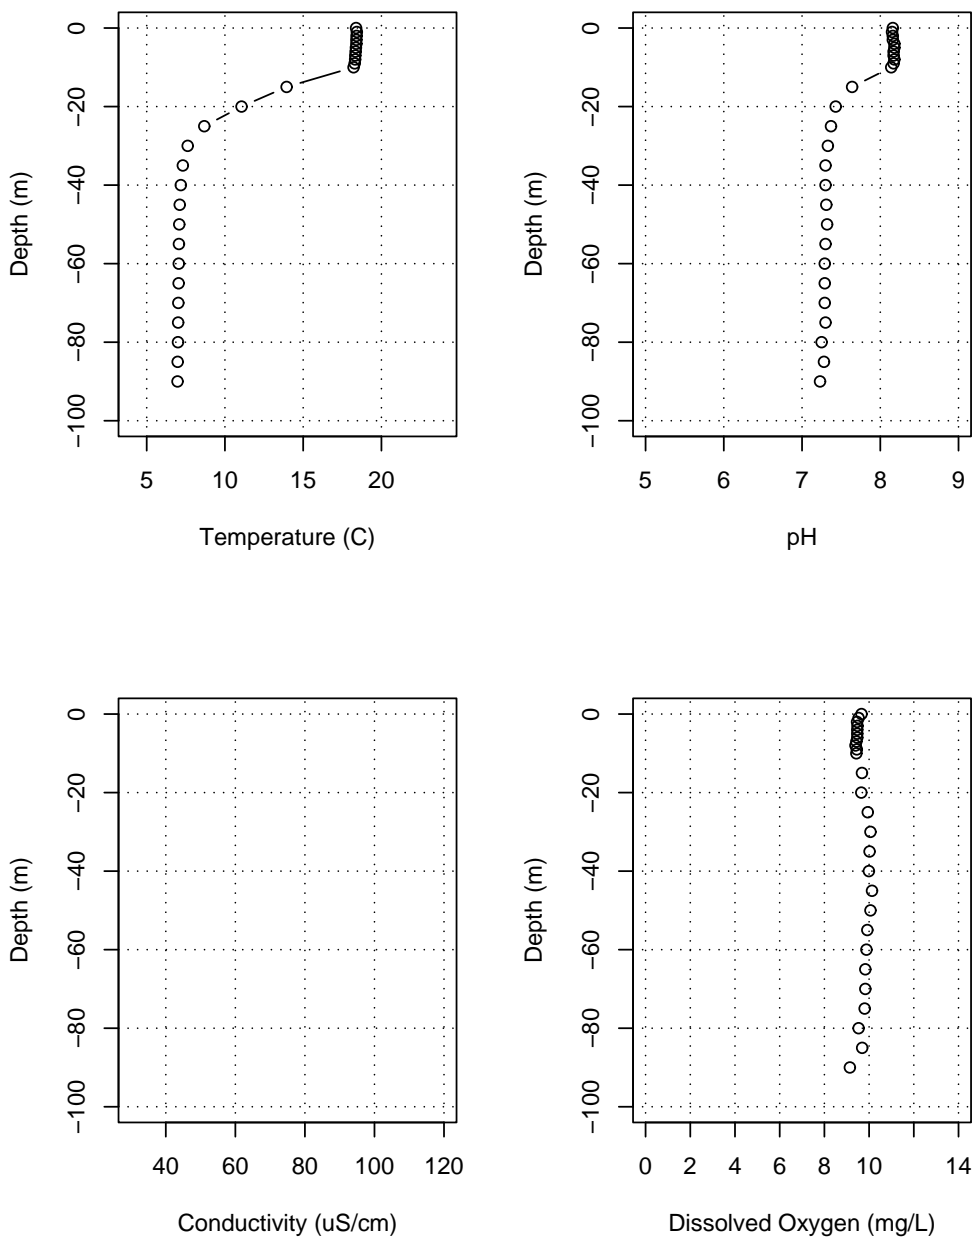 0
−20
−40
−60
−80
−100
Depth (m)
5 10 15 20
Temperature (C)
0
−20
−40
−60
−80
−100
Depth (m)
5 6 7 8 9
pH
0
−20
−40
−60
−80
−100
Depth (m)
40 60 80 100 120
Conductivity (uS/cm)
0
−20
−40
−60
−80
−100
Depth (m)
0 2 4 6 8 10 14
Dissolved Oxygen (mg/L)